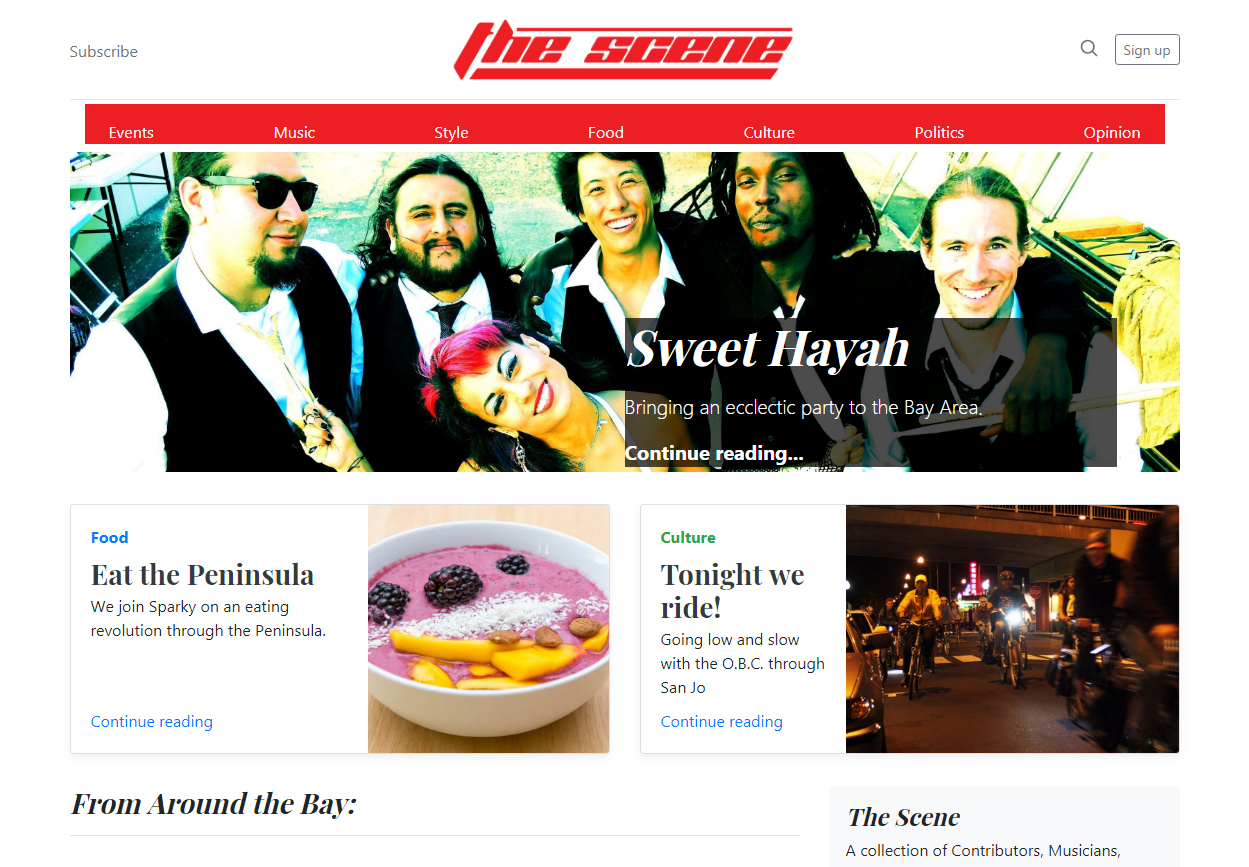 Subscribe
the scene
Sign up
Events Music Style Food Culture Politics Opinion
Sweet Hayah
Bringing an ecclectic party to the Bay Area.
Continue reading...
Food
Eat the Peninsula
We join Sparky on an eating
revolution through the Peninsula.
Continue reading
Culture
Tonight we
ride!
Going low and slow
with the O.B.C. through
San Jo
Continue reading
From Around the Bay:
The Scene
A collection of Contributors, Musicians,